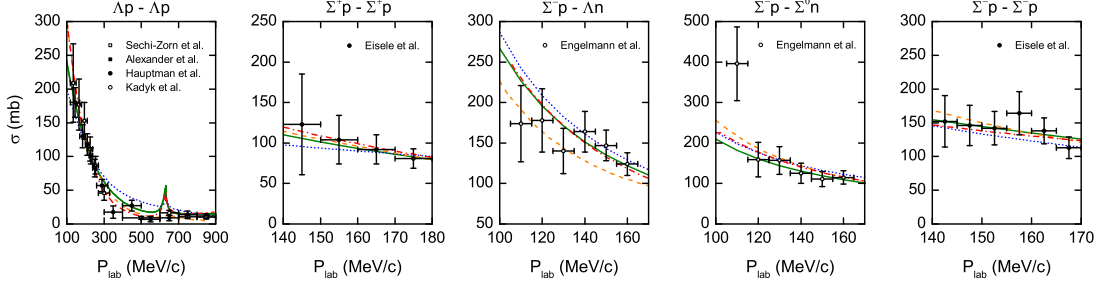 Λp - Λp
Σ⁺p - Σ⁺p
Σ⁻p - Λn
Σ⁻p - Σ⁰n
Σ⁻p - Σ⁻p
σ (mb)
300
250
200
150
100
50
0
100 300 500 700 900
Sechi-Zorn et al.
Alexander et al.
Hauptman et al.
Kadyk et al.
P_lab (MeV/c)
250
200
150
100
50
0
140 150 160 170 180
Eisele et al.
P_lab (MeV/c)
300
250
200
150
100
50
100 120 140 160
Engelmann et al.
P_lab (MeV/c)
500
400
300
200
100
0
100 120 140 160
Engelmann et al.
P_lab (MeV/c)
300
250
200
150
100
50
0
140 150 160 170
Eisele et al.
P_lab (MeV/c)